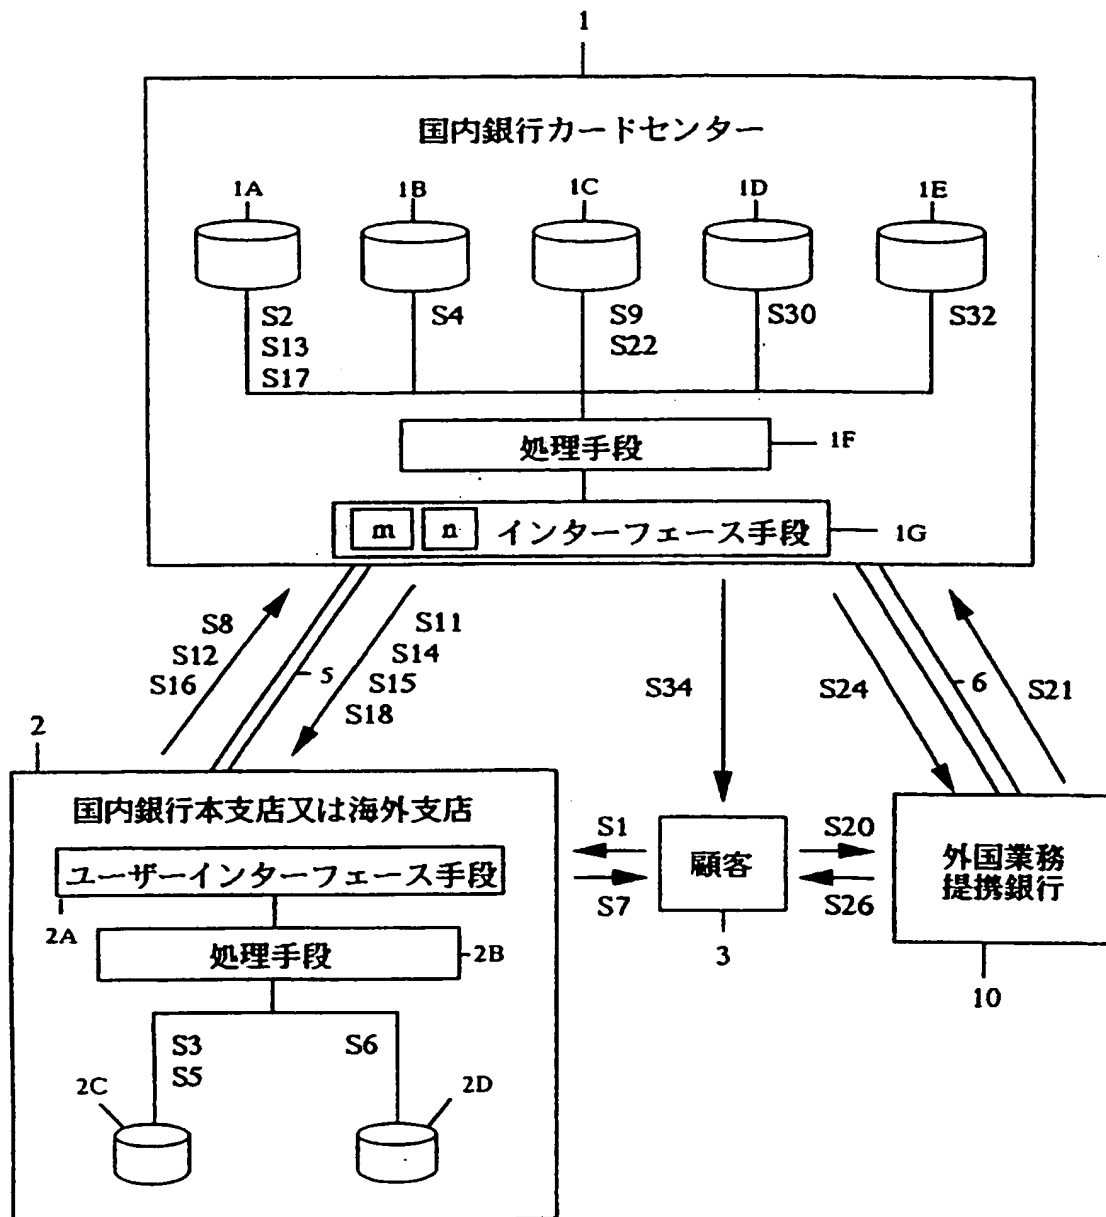 1
国内銀行カードセンター
1A
1B
1C
1D
1E
S2
S13
S17
S4
S9
S22
S30
S32
処理手段
1F
m
n
インターフェース手段
1G
S8
S12
S16
5
S11
S14
S15
S18
S34
S24
6
S21
2
国内銀行本支店又は海外支店
ユーザーインターフェース手段
2A
処理手段
2B
S3
S5
S6
2C
2D
S1
S7
顧客
3
S20
S26
外国業務
提携銀行
10